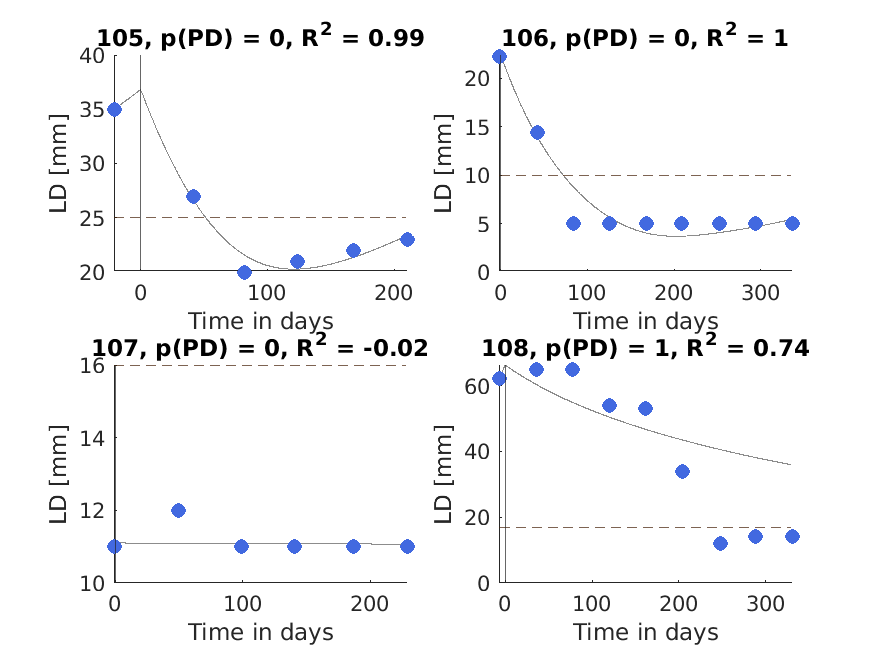 105, p(PD) = 0, R² = 0.99
40
35
30
25
20
LD [mm]
0
100
200
Time in days
106, p(PD) = 0, R² = 1
20
15
10
5
0
LD [mm]
0
100
200
300
Time in days
107, p(PD) = 0, R² = -0.02
16
14
12
10
LD [mm]
0
100
200
Time in days
108, p(PD) = 1, R² = 0.74
60
40
20
0
LD [mm]
0
100
200
300
Time in days